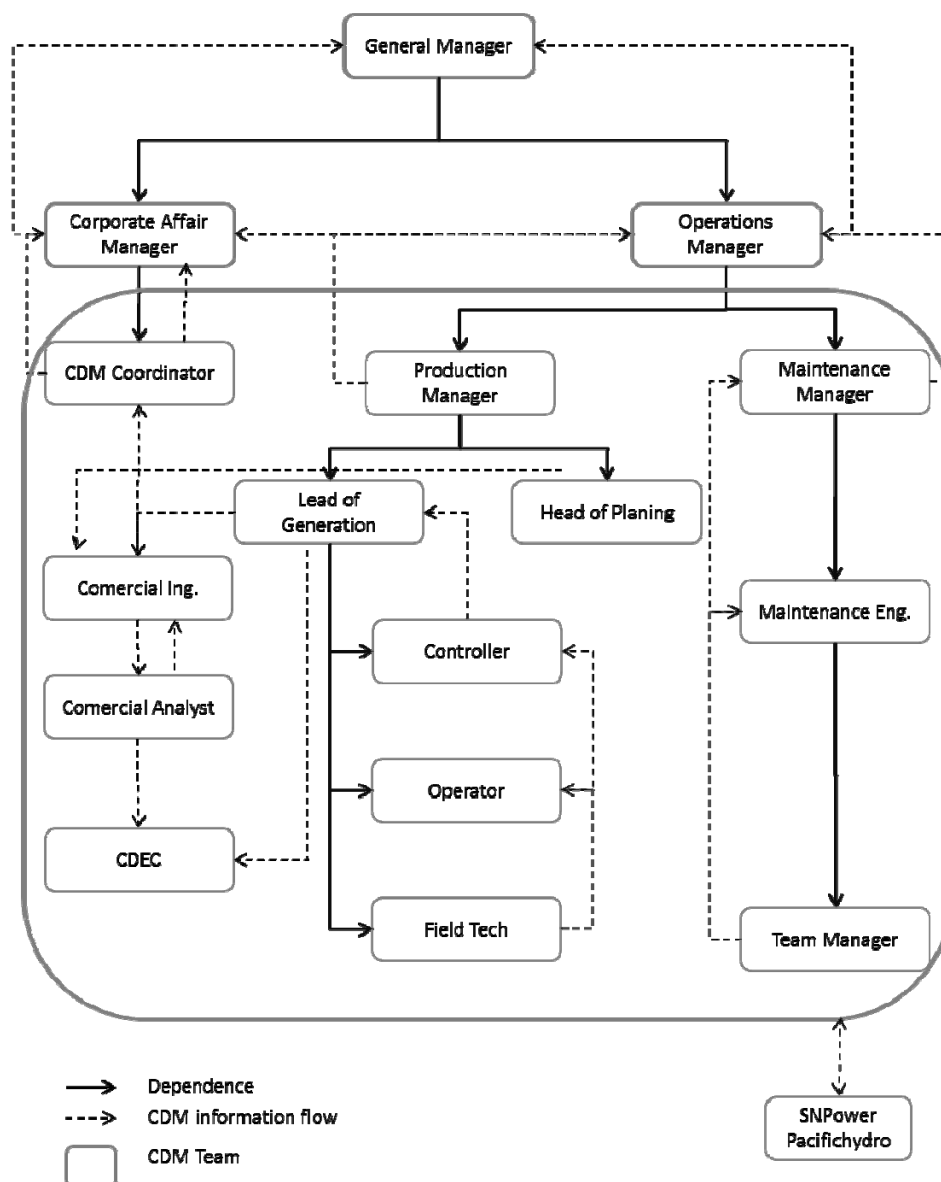 General Manager
Corporate Affair
Manager
Operations
Manager
CDM Coordinator
Production
Manager
Maintenance
Manager
Lead of
Generation
Head of Planing
Comercial Ing.
Maintenance Eng.
Controller
Comercial Analyst
Operator
CDEC
Field Tech
Team Manager
Dependence
CDM information flow
CDM Team
SNPower
Pacifichydro